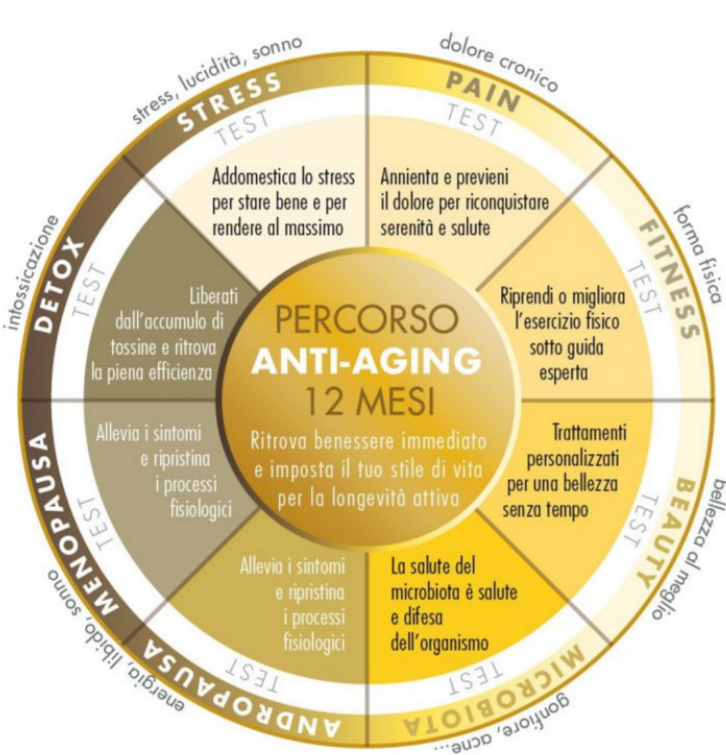 PERCORSO
ANTI-AGING
12 MESI
Ritrova benessere immediato
e imposta il tuo stile di vita
per la longevità attiva
dolore cronico
PAIN
TEST
Annienta e previeni
il dolore per riconquistare
serenità e salute
forma fisica
FITNESS
TEST
Riprendi o migliora
l'esercizio fisico
sotto guida
esperta
bellezza al meglio
BEAUTY
TEST
Trattamenti
personalizzati
per una bellezza
senza tempo
gonfiore, acne...
MICROBIOTA
TEST
La salute del
microbiota è salute
e difesa
dell'organismo
energia, libido, sonno
ANDROPAUSA
TEST
Allevia i sintomi
e ripristina
i processi
fisiologici
MENOPAUSA
TEST
Allevia i sintomi
e ripristina
i processi
fisiologici
intossicazione
DETOX
TEST
Liberati
dall'accumulo di
tossine e ritrova
la piena efficienza
stress, lucidità, sonno
STRESS
TEST
Addomestica lo stress
per stare bene e per
rendere al massimo